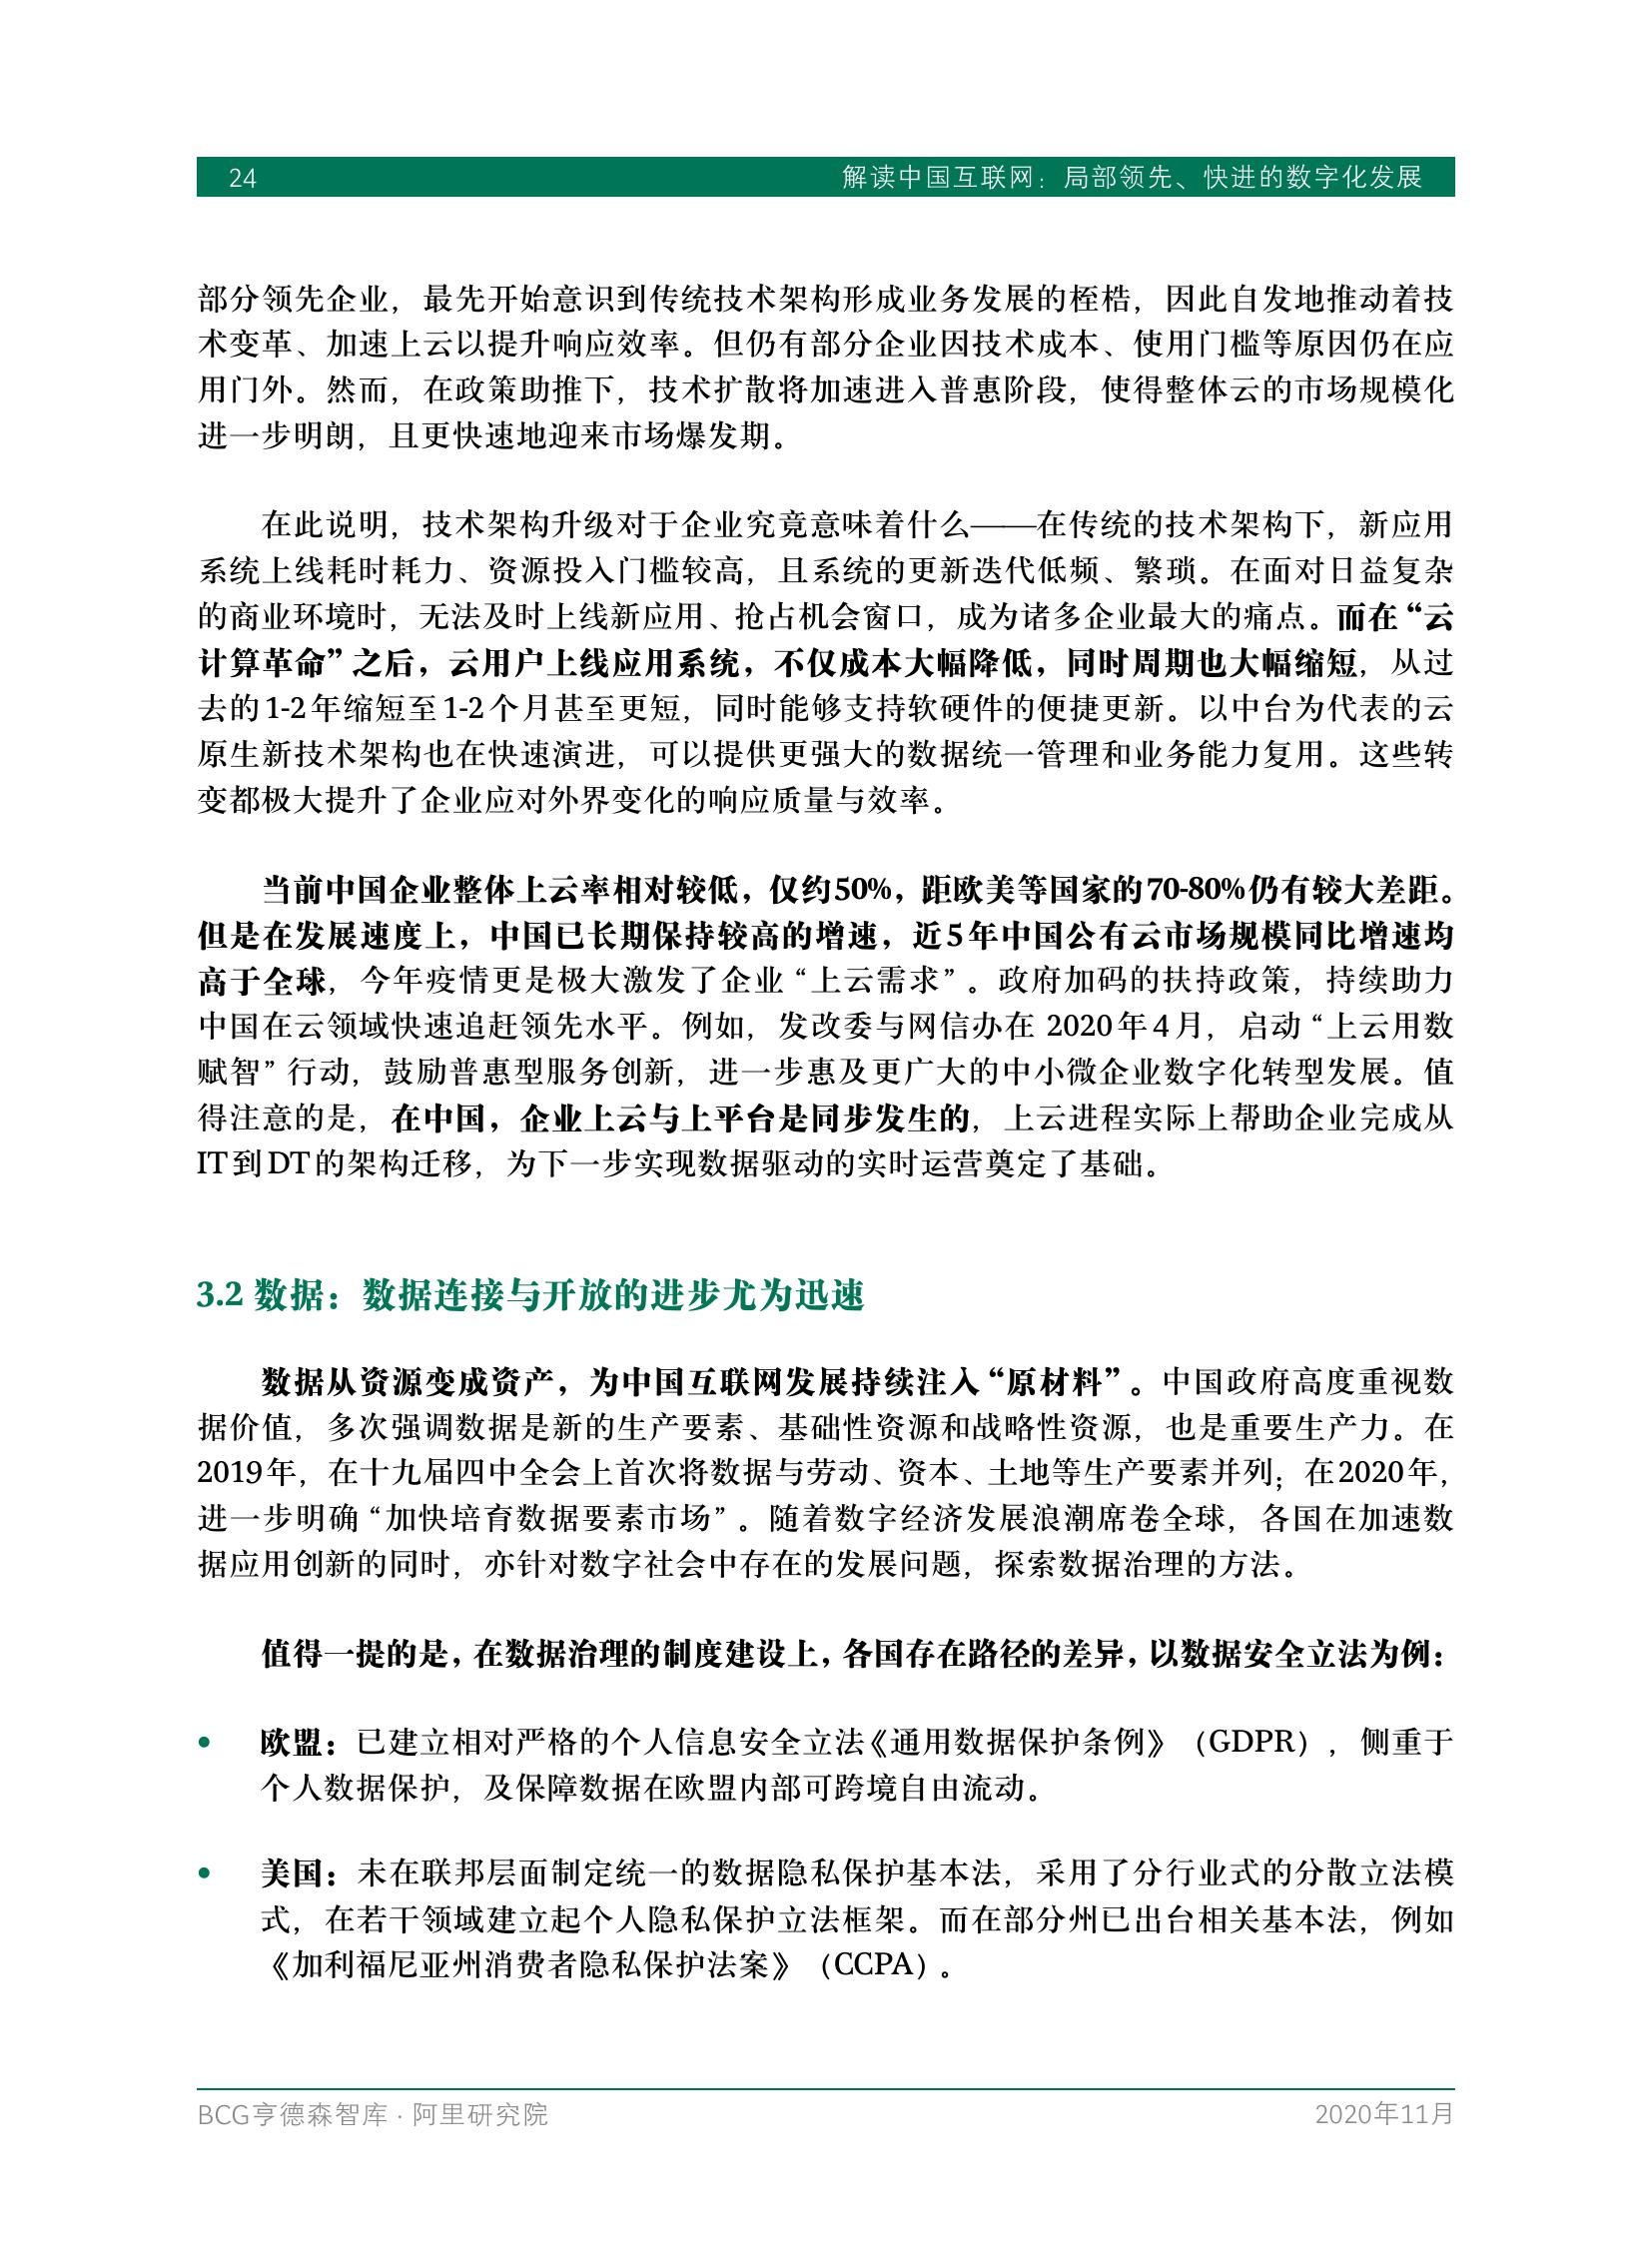 24
解读中国互联网：局部领先、快进的数字化发展
部分领先企业，最先开始意识到传统技术架构形成业务发展的桎梏，因此自发地推动着技
术变革、加速上云以提升响应效率。但仍有部分企业因技术成本、使用门槛等原因仍在应
用门外。然而，在政策助推下，技术扩散将加速进入普惠阶段，使得整体云的市场规模化
进一步明朗，且更快速地迎来市场爆发期。
在此说明，技术架构升级对于企业究竟意味着什么——在传统的技术架构下，新应用
系统上线耗时耗力、资源投入门槛较高，且系统的更新迭代低频、繁琐。在面对日益复杂
的商业环境时，无法及时上线新应用、抢占机会窗口，成为诸多企业最大的痛点。而在“云
计算革命”之后，云用户上线应用系统，不仅成本大幅降低，同时周期也大幅缩短，从过
去的1-2年缩短至1-2个月甚至更短，同时能够支持软硬件的便捷更新。以中台为代表的云
原生新技术架构也在快速演进，可以提供更强大的数据统一管理和业务能力复用。这些转
变都极大提升了企业应对外界变化的响应质量与效率。
当前中国企业整体上云率相对较低，仅约50%，距欧美等国家的70-80%仍有较大差距。
但是在发展速度上，中国已长期保持较高的增速，近5年中国公有云市场规模同比增速均
高于全球，今年疫情更是极大激发了企业“上云需求”。政府加码的扶持政策，持续助力
中国在云领域快速追赶领先水平。例如，发改委与网信办在 2020年4月，启动“上云用数
赋智”行动，鼓励普惠型服务创新，进一步惠及更广大的中小微企业数字化转型发展。值
得注意的是，在中国，企业上云与上平台是同步发生的，上云进程实际上帮助企业完成从
IT到DT的架构迁移，为下一步实现数据驱动的实时运营奠定了基础。
3.2 数据：数据连接与开放的进步尤为迅速
数据从资源变成资产，为中国互联网发展持续注入“原材料”。中国政府高度重视数
据价值，多次强调数据是新的生产要素、基础性资源和战略性资源，也是重要生产力。在
2019年，在十九届四中全会上首次将数据与劳动、资本、土地等生产要素并列；在2020年，
进一步明确“加快培育数据要素市场”。随着数字经济发展浪潮席卷全球，各国在加速数
据应用创新的同时，亦针对数字社会中存在的发展问题，探索数据治理的方法。
值得一提的是，在数据治理的制度建设上，各国存在路径的差异，以数据安全立法为例：
• 欧盟：已建立相对严格的个人信息安全立法《通用数据保护条例》（GDPR），侧重于
个人数据保护，及保障数据在欧盟内部可跨境自由流动。
• 美国：未在联邦层面制定统一的数据隐私保护基本法，采用了分行业式的分散立法模
式，在若干领域建立起个人隐私保护立法框架。而在部分州已出台相关基本法，例如
《加利福尼亚州消费者隐私保护法案》（CCPA）。
BCG亨德森智库 · 阿里研究院
2020年11月